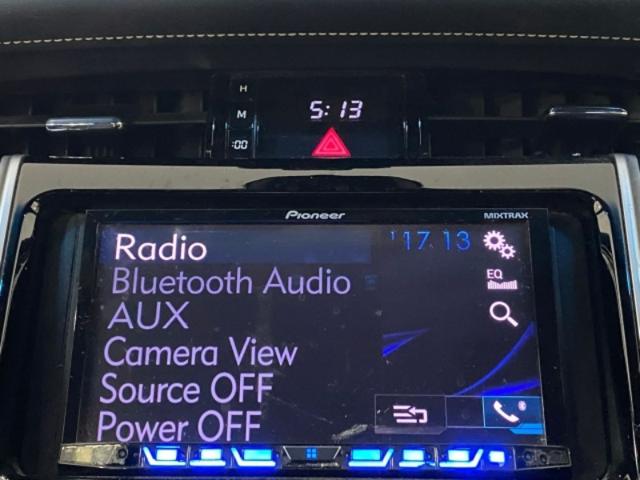 H
M 5:13
:00
Pioneer MIXTRAX
Radio 17:13
Bluetooth Audio
EQ
AUX
Camera View
Source OFF
Power OFF